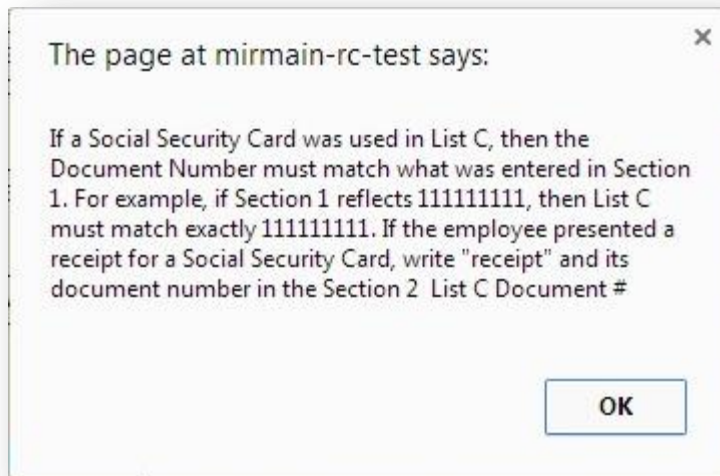 The page at mirmain-rc-test says:
If a Social Security Card was used in List C, then the
Document Number must match what was entered in Section
1. For example, if Section 1 reflects 111111111, then List C
must match exactly 111111111. If the employee presented a
receipt for a Social Security Card, write "receipt" and its
document number in the Section 2  List C Document #
OK